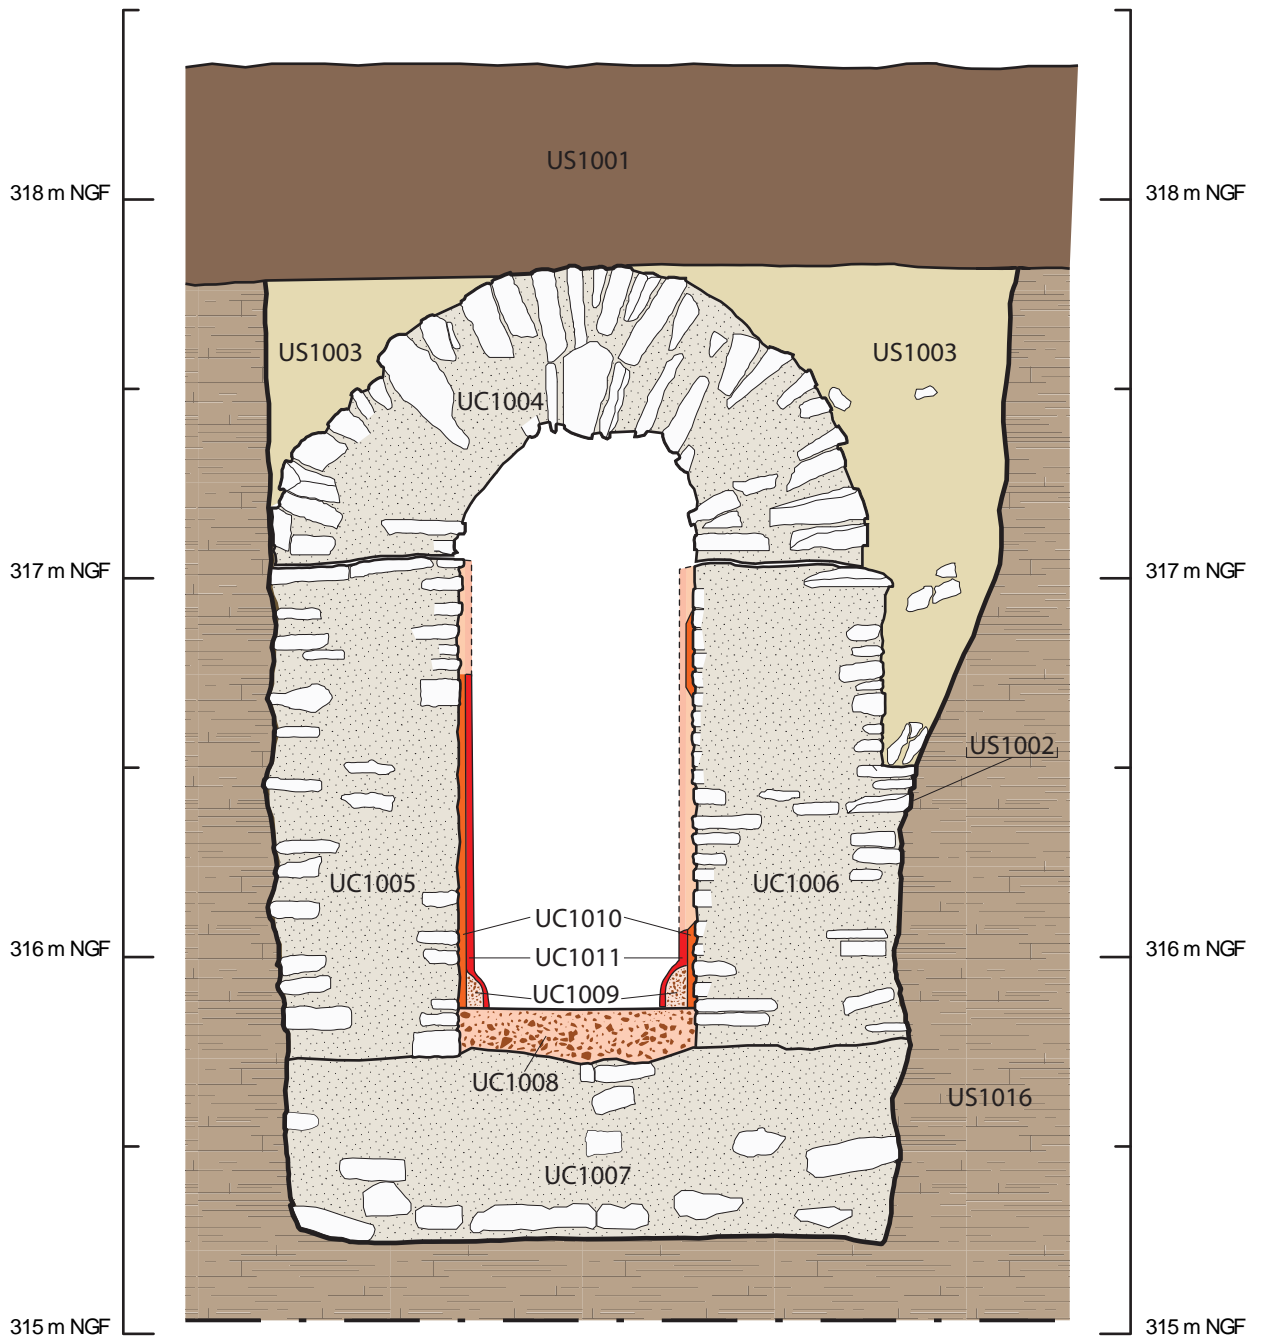 US1001
318 m NGF
318 m NGF
US1003
US1003
UC1004
317 m NGF
317 m NGF
US1002
UC1005
UC1006
UC1010
316 m NGF
UC1011
316 m NGF
UC1009
UC1008
US1016
UC1007
315 m NGF
315 m NGF